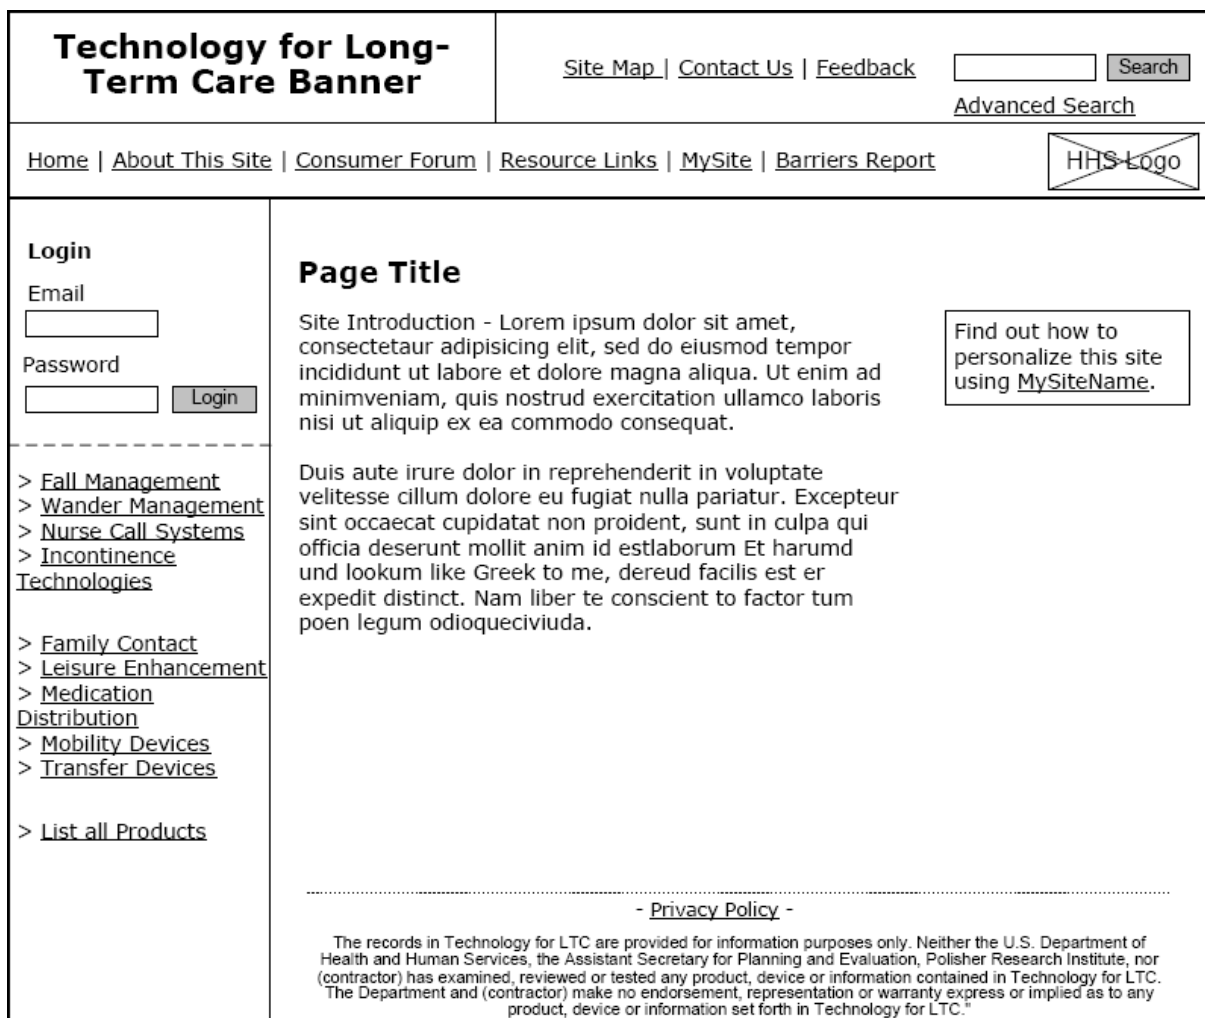 Technology for Long-
Term Care Banner
Site Map | Contact Us | Feedback
Search
Advanced Search
Home | About This Site | Consumer Forum | Resource Links | MySite | Barriers Report
HHS Logo
Login
Email
Password
Login
> Fall Management
> Wander Management
> Nurse Call Systems
> Incontinence
Technologies
> Family Contact
> Leisure Enhancement
> Medication
Distribution
> Mobility Devices
> Transfer Devices
> List all Products
Page Title
Site Introduction - Lorem ipsum dolor sit amet,
consectetaur adipisicing elit, sed do eiusmod tempor
incididunt ut labore et dolore magna aliqua. Ut enim ad
minimveniam, quis nostrud exercitation ullamco laboris
nisi ut aliquip ex ea commodo consequat.
Duis aute irure dolor in reprehenderit in voluptate
velitesse cillum dolore eu fugiat nulla pariatur. Excepteur
sint occaecat cupidatat non proident, sunt in culpa qui
officia deserunt mollit anim id estlaborum Et harumd
und lookum like Greek to me, dereud facilis est er
expedit distinct. Nam liber te conscient to factor tum
poen legum odioqueciviuda.
Find out how to
personalize this site
using MySiteName.
- Privacy Policy -
The records in Technology for LTC are provided for information purposes only. Neither the U.S. Department of
Health and Human Services, the Assistant Secretary for Planning and Evaluation, Polisher Research Institute, nor
(contractor) has examined, reviewed or tested any product, device or information contained in Technology for LTC.
The Department and (contractor) make no endorsement, representation or warranty express or implied as to any
product, device or information set forth in Technology for LTC."